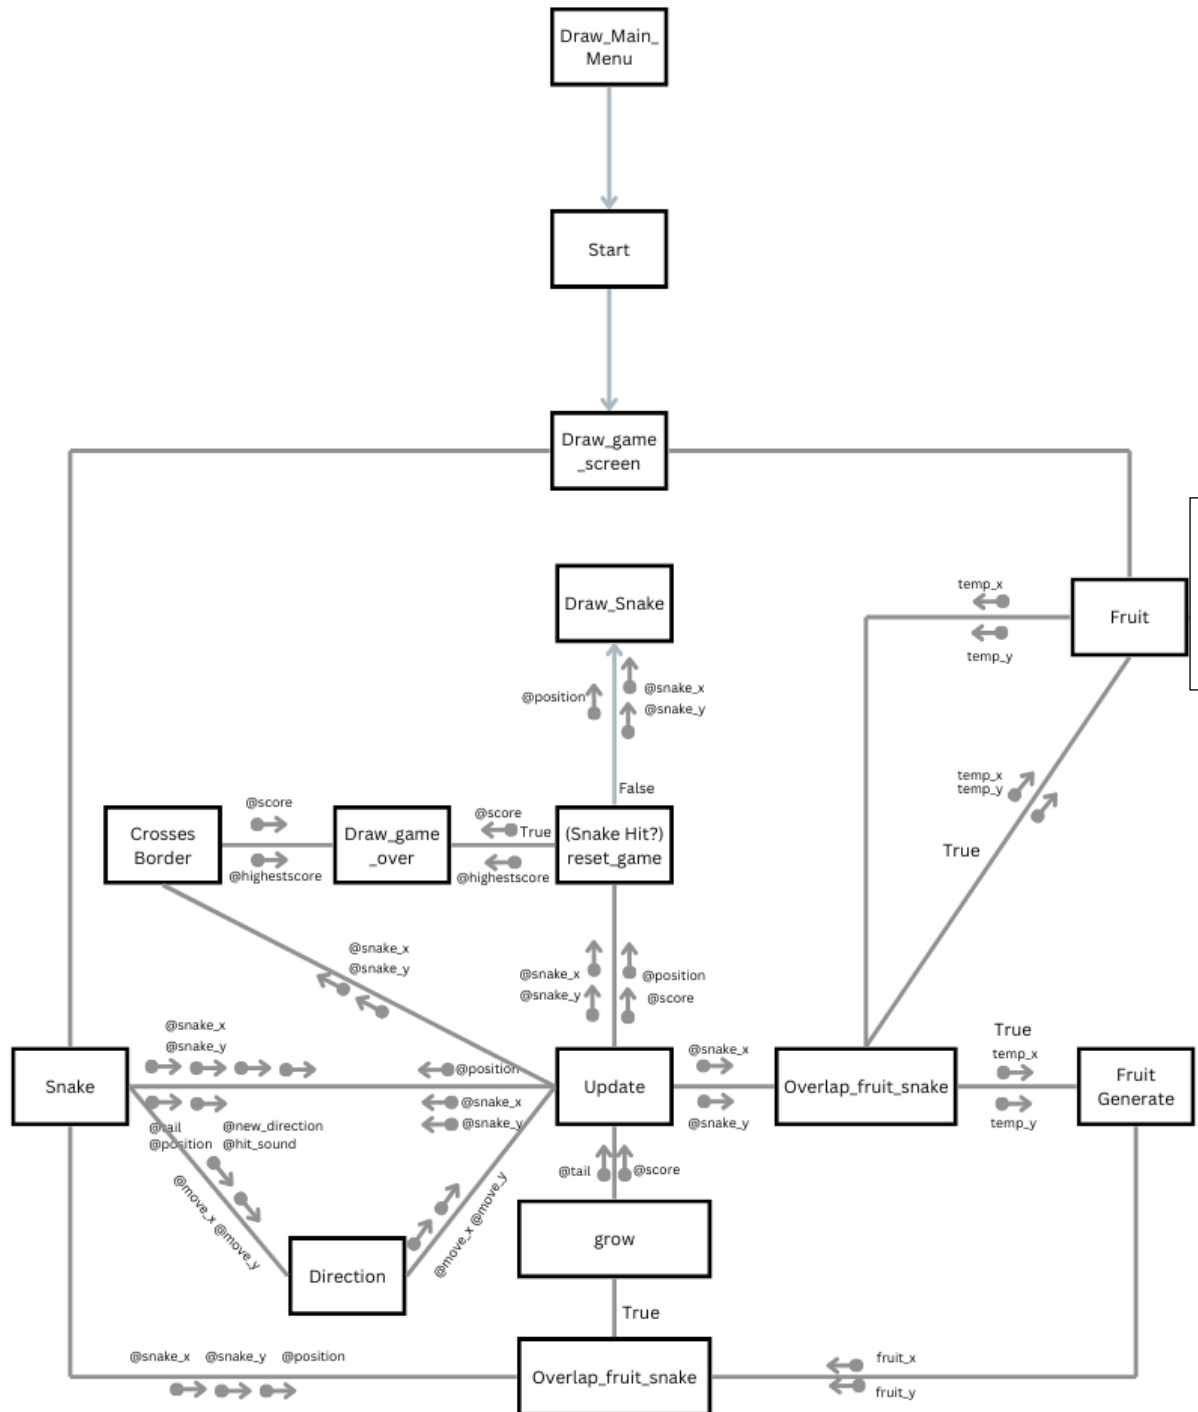 Draw_Main_
Menu
Start
Draw_game
_screen
Draw_Snake
temp_x
Fruit
temp_y
@position
@snake_x
@snake_y
temp_x
temp_y
False
@score
@score
True
Crosses
Border
Draw_game
_over
(Snake Hit?)
reset_game
True
@highestscore
@highestscore
@snake_x
@snake_y
@snake_x
@snake_y
@position
@score
@snake_x
@snake_y
True
@snake_x
temp_x
Snake
@position
Update
Overlap_fruit_snake
Fruit
Generate
@snake_x
@snake_y
@snake_y
temp_y
@tail
@position
@new_direction
@hit_sound
@tail
@score
@move_x @move_y
@move_x @move_y
grow
Direction
True
@snake_x @snake_y @position
Overlap_fruit_snake
fruit_x
fruit_y